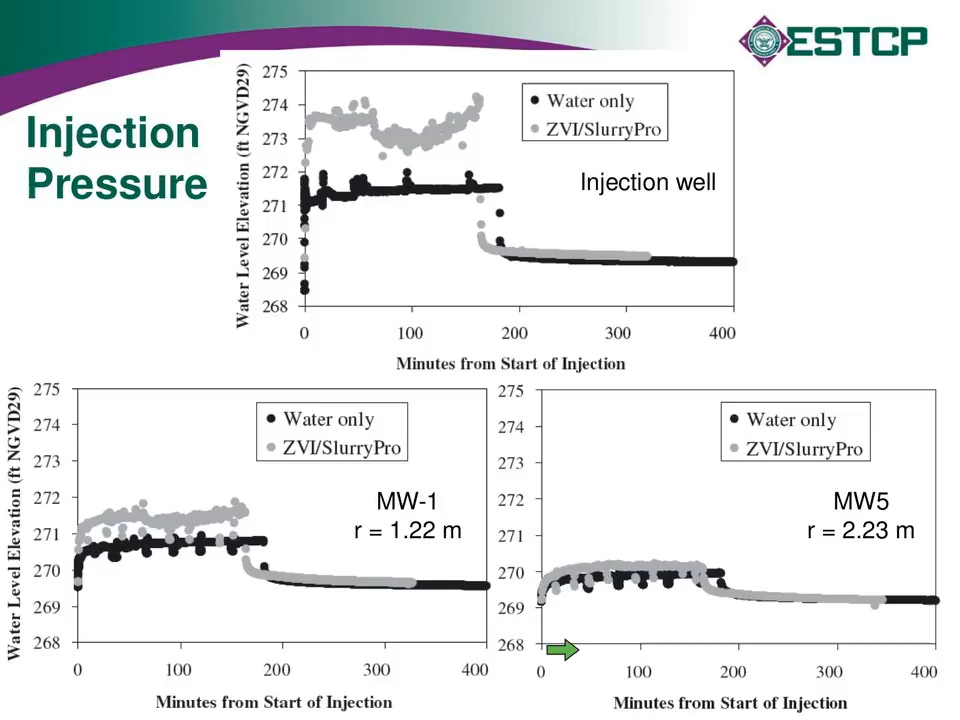 ESTCP
Injection
Pressure
Water Level Elevation (ft NGVD29)
275
274
273
272
271
270
269
268
Water only
ZVI/SlurryPro
Injection well
0 100 200 300 400
Minutes from Start of Injection
Water Level Elevation (ft NGVD29)
275
274
273
272
271
270
269
268
Water only
ZVI/SlurryPro
MW-1
r = 1.22 m
0 100 200 300 400
Minutes from Start of Injection
275
274
273
272
271
270
269
268
Water only
ZVI/SlurryPro
MW5
r = 2.23 m
0 100 200 300 400
Minutes from Start of Injection